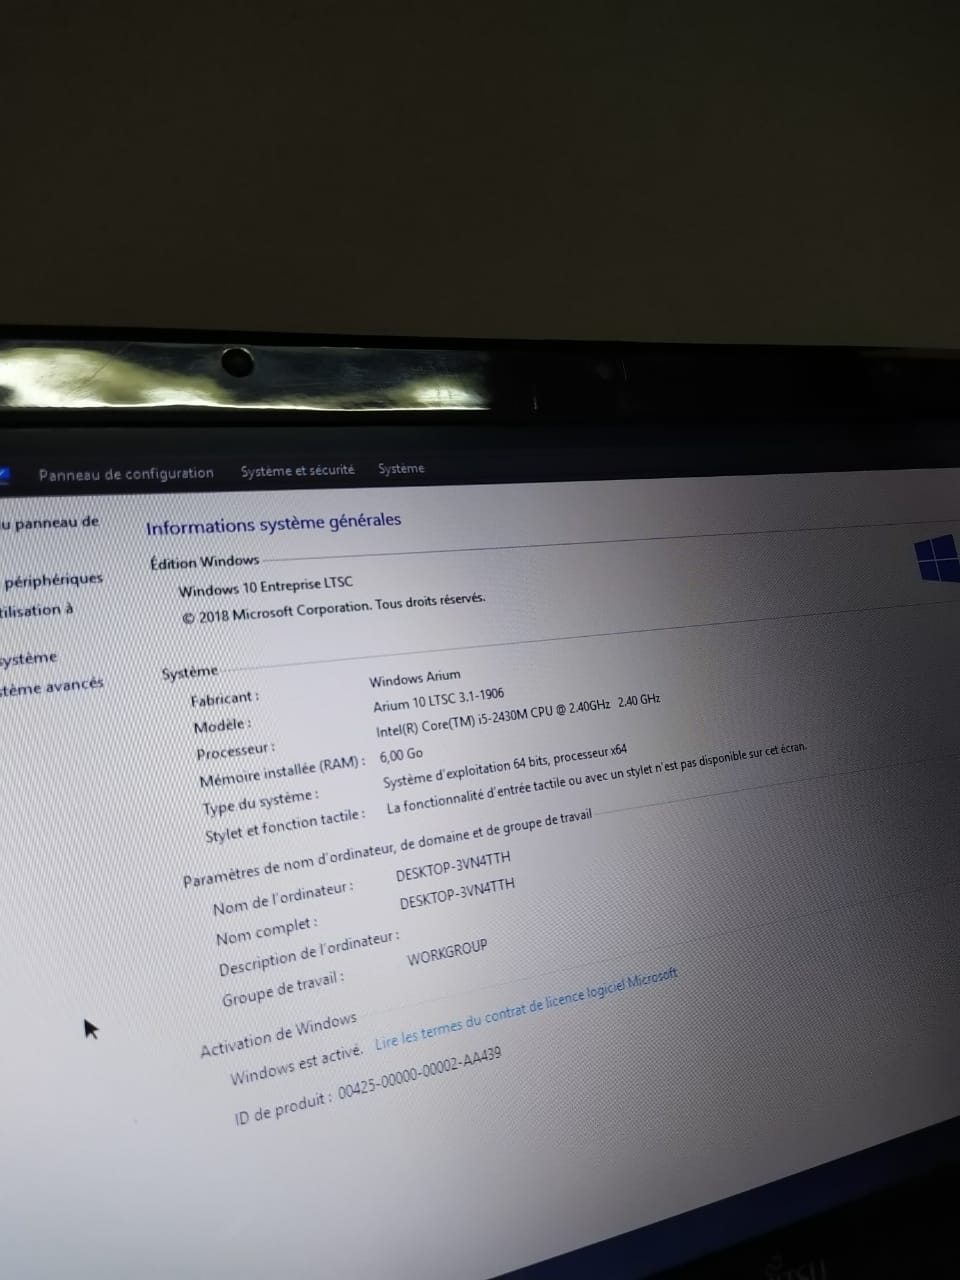 Panneau de configuration Système et sécurité Système
u panneau de
périphériques
tilisation à
système
tème avancés
Informations système générales
Édition Windows
Windows 10 Entreprise LTSC
© 2018 Microsoft Corporation. Tous droits réservés.
Système
Fabricant : Windows Arium
Modèle : Arium 10 LTSC 3.1-1906
Processeur : Intel(R) Core(TM) i5-2430M CPU @ 2.40GHz 2.40 GHz
Mémoire installée (RAM) : 6,00 Go
Type du système : Système d'exploitation 64 bits, processeur x64
Stylet et fonction tactile : La fonctionnalité d'entrée tactile ou avec un stylet n'est pas disponible sur cet écran.
Paramètres de nom d'ordinateur, de domaine et de groupe de travail
Nom de l'ordinateur : DESKTOP-3VN4TTH
Nom complet : DESKTOP-3VN4TTH
Description de l'ordinateur :
Groupe de travail : WORKGROUP
Activation de Windows
Windows est activé. Lire les termes du contrat de licence logiciel Microsoft
ID de produit : 00425-00000-00002-AA439